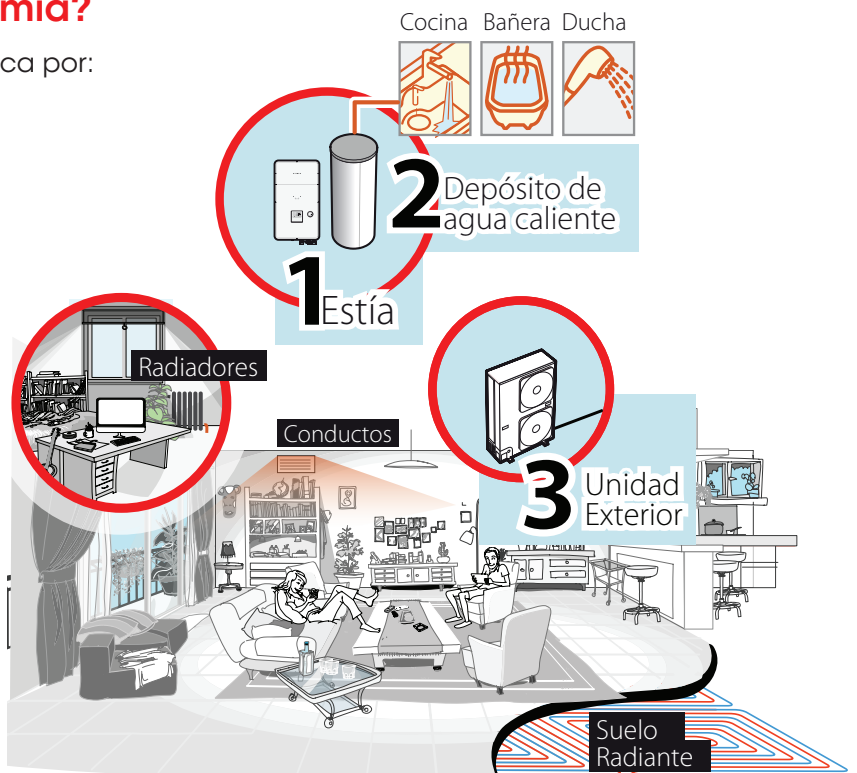 mia?
ca por:
Cocina Bañera Ducha
2 Depósito de
agua caliente
1 Estía
Radiadores
Conductos
3 Unidad
Exterior
Suelo
Radiante